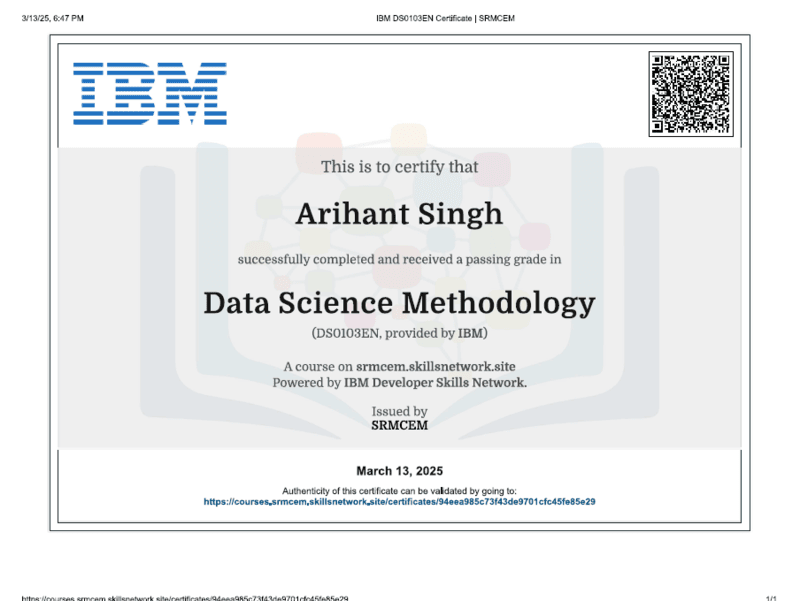 3/13/25, 6:47 PM
IBM DS0103EN Certificate | SRMCEM
IBM
This is to certify that
Arihant Singh
successfully completed and received a passing grade in
Data Science Methodology
(DS0103EN, provided by IBM)
A course on srmcem.skillsnetwork.site
Powered by IBM Developer Skills Network.
Issued by
SRMCEM
March 13, 2025
Authenticity of this certificate can be validated by going to:
https://courses.srmcem.skillsnetwork.site/certificates/94eea985c73f43de9701cfc45fe85e29
https://courses.srmcem.skillsnetwork.site/certificates/94eea985c73f43de9701cfc45fe85e29
1/1